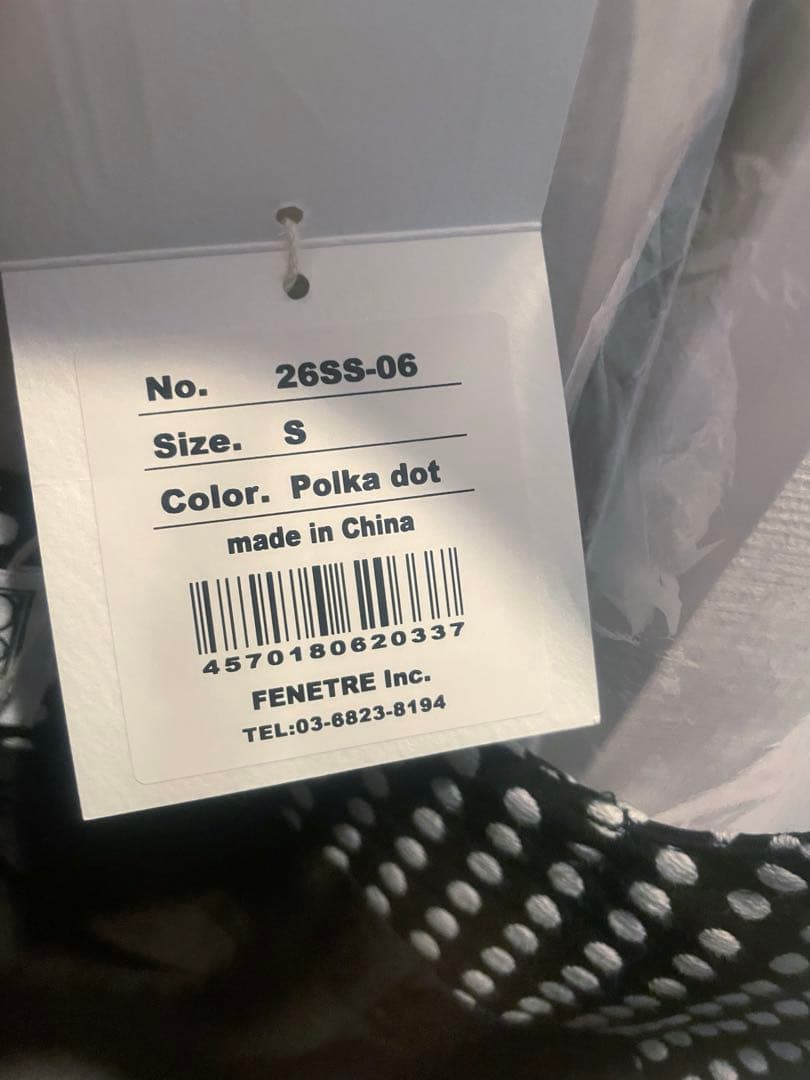 No. 26SS-06
Size. S
Color. Polka dot
made in China
4570180620337
FENETRE Inc.
TEL:03-6823-8194